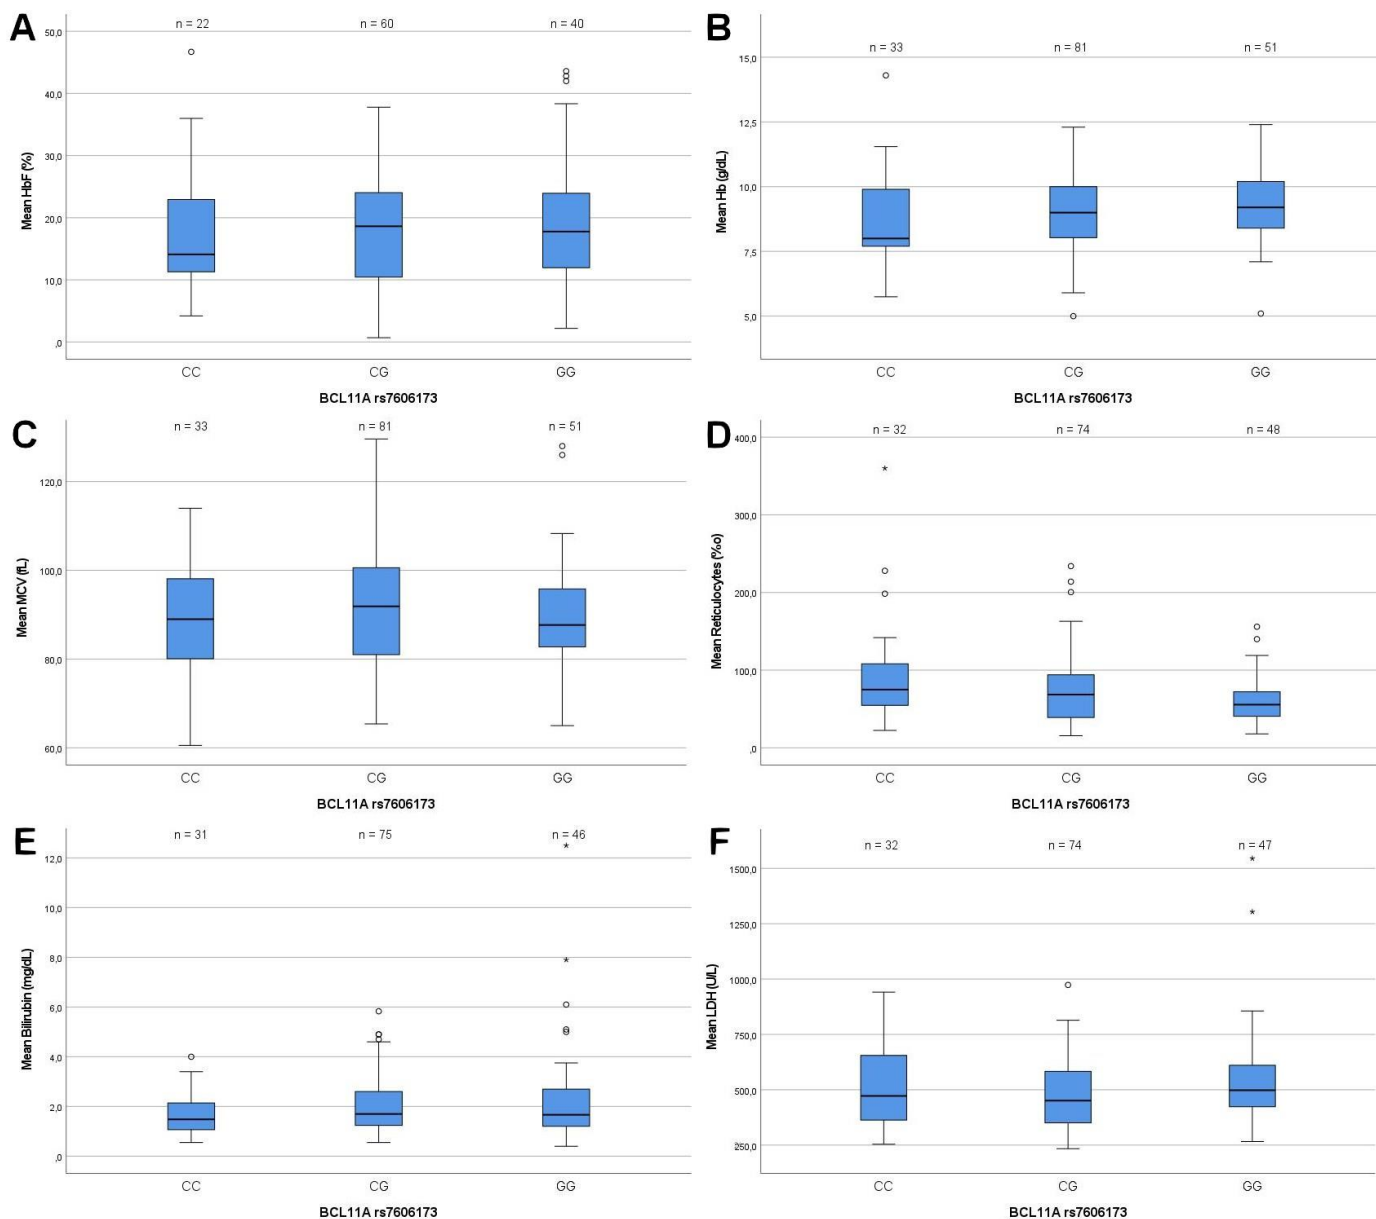 A
n = 22 n = 60 n = 40
50,0
40,0
30,0
20,0
10,0
,0
Mean HbF (%)
CC CG GG
BCL11A rs7606173
B
n = 33 n = 81 n = 51
15,0
12,5
10,0
7,5
5,0
Mean Hb (g/dL)
CC CG GG
BCL11A rs7606173
C
n = 33 n = 81 n = 51
120,0
100,0
80,0
60,0
Mean MCV (fL)
CC CG GG
BCL11A rs7606173
D
n = 32 n = 74 n = 48
400,0
300,0
200,0
100,0
,0
Mean Reticulocytes (%o)
CC CG GG
BCL11A rs7606173
E
n = 31 n = 75 n = 46
12,0
10,0
8,0
6,0
4,0
2,0
,0
Mean Bilirubin (mg/dL)
CC CG GG
BCL11A rs7606173
F
n = 32 n = 74 n = 47
1500,0
1250,0
1000,0
750,0
500,0
250,0
Mean LDH (U/L)
CC CG GG
BCL11A rs7606173